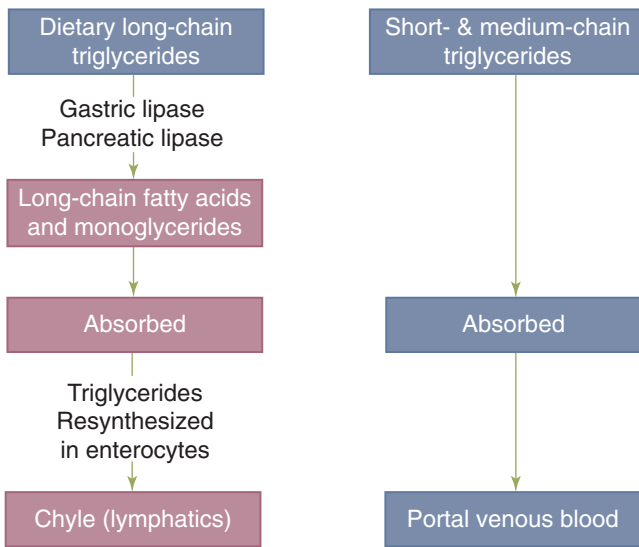 Dietary long-chain
triglycerides
Gastric lipase
Pancreatic lipase
Long-chain fatty acids
and monoglycerides
Absorbed
Triglycerides
Resynthesized
in enterocytes
Chyle (lymphatics)
Short- & medium-chain
triglycerides
Absorbed
Portal venous blood